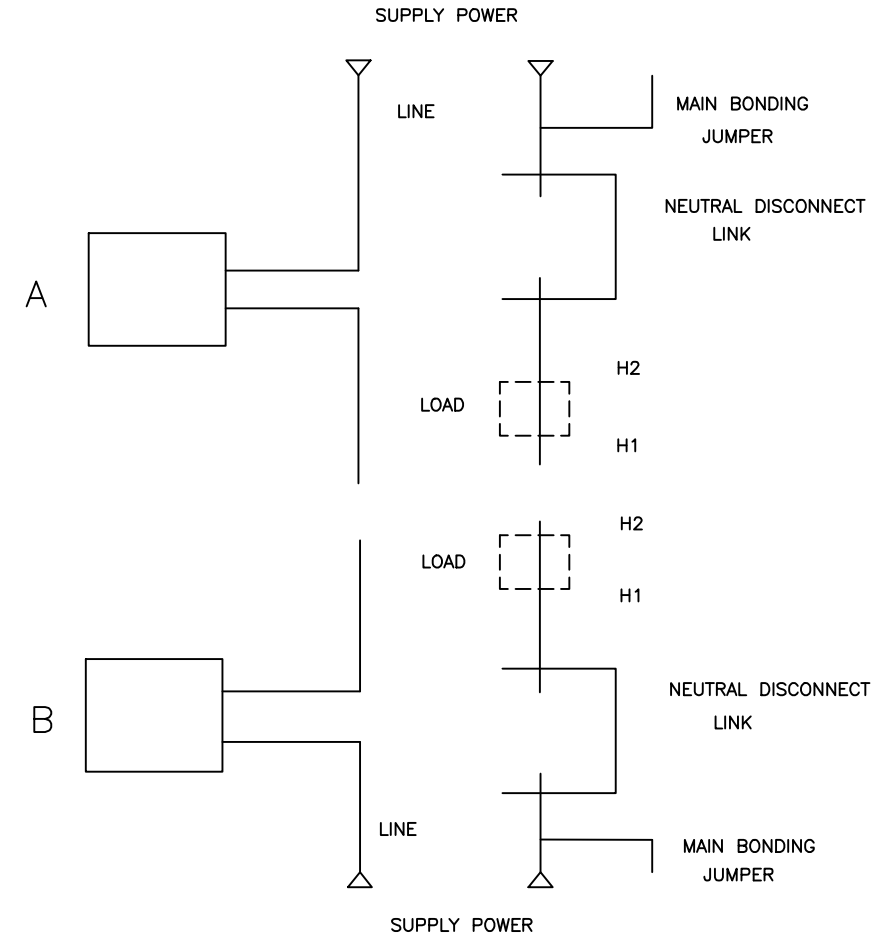 SUPPLY POWER
LINE
MAIN BONDING
JUMPER
NEUTRAL DISCONNECT
LINK
A
H2
LOAD
H1
H2
LOAD
H1
NEUTRAL DISCONNECT
LINK
B
LINE
MAIN BONDING
JUMPER
SUPPLY POWER